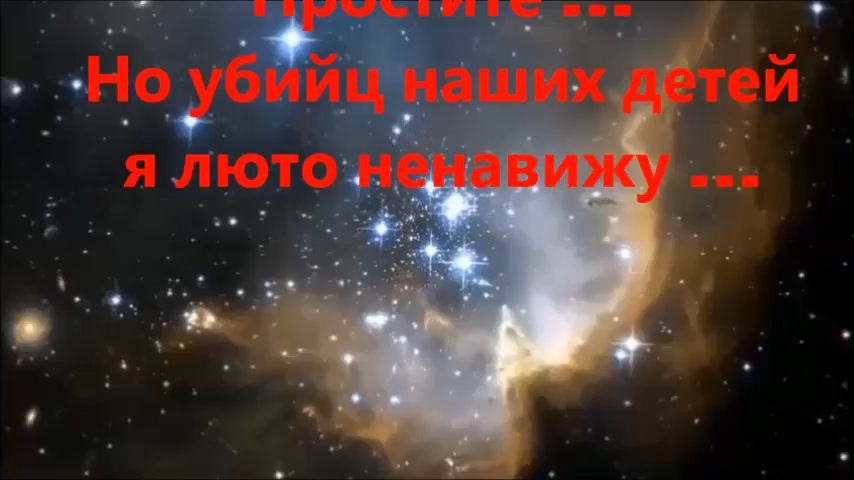 Простите ...
Но убийц наших детей
я люто ненавижу ...